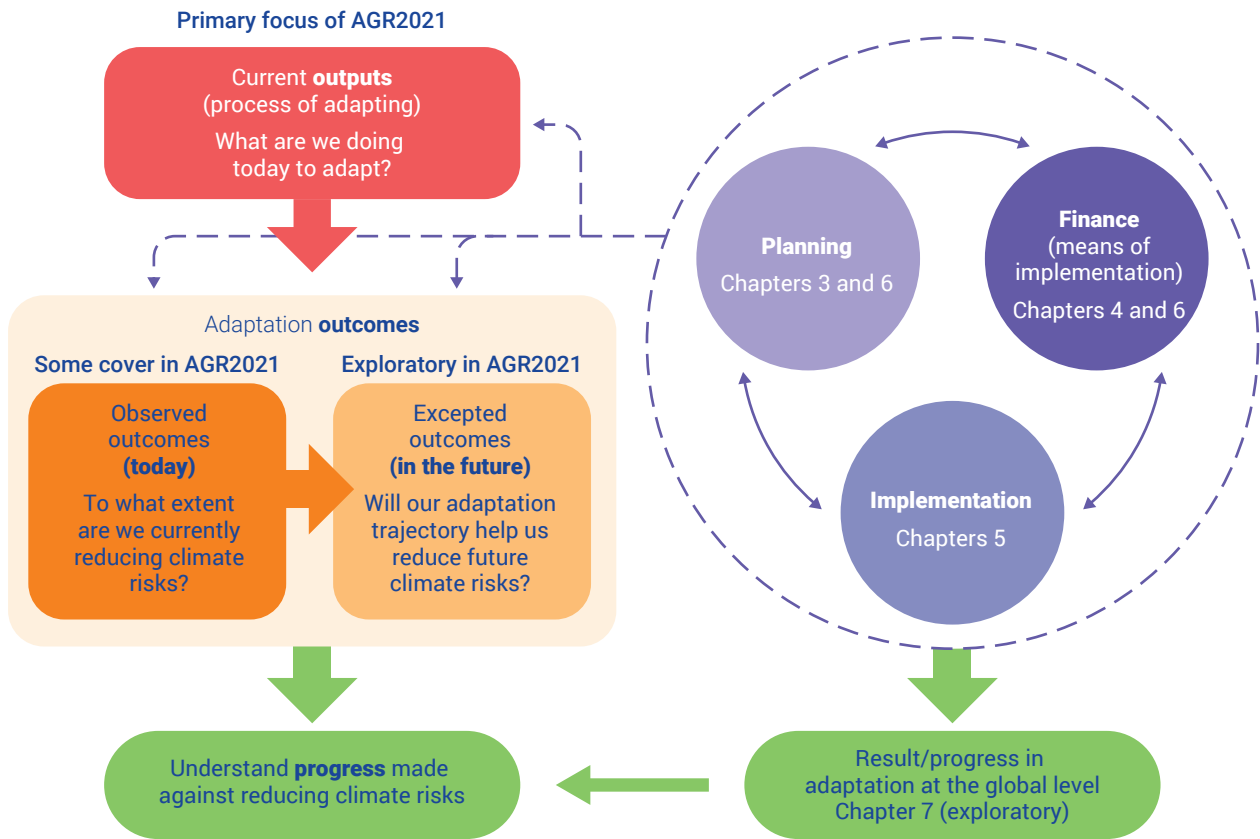 Primary focus of AGR2021
Current outputs
(process of adapting)
What are we doing
today to adapt?
Adaptation outcomes
Some cover in AGR2021
Observed
outcomes
(today)
To what extent
are we currently
reducing climate
risks?
Exploratory in AGR2021
Excepted
outcomes
(in the future)
Will our adaptation
trajectory help us
reduce future
climate risks?
Understand progress made
against reducing climate risks
Planning
Chapters 3 and 6
Finance
(means of
implementation)
Chapters 4 and 6
Implementation
Chapters 5
Result/progress in
adaptation at the global level
Chapter 7 (exploratory)